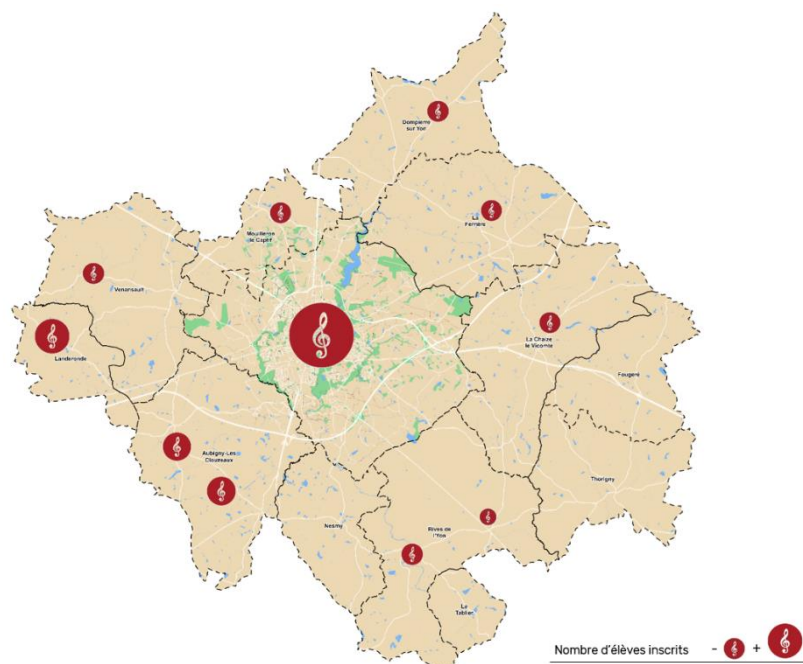 Dompierre
sur Yon
La
Ferrière
Mouilleron
le Captif
Venansault
La Chaize
le Vicomte
Landeronde
Fougeré
Aubigny-Les
Clouzeaux
Thorigny
Nesmy
Rives de
l'Yon
Le
Tablier
Nombre d'élèves inscrits - +